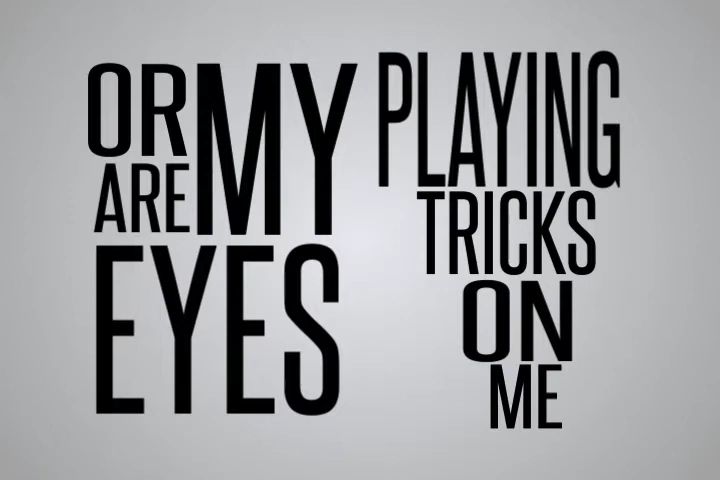 OR
ARE MY
EYES
PLAYING
TRICKS
ON
ME